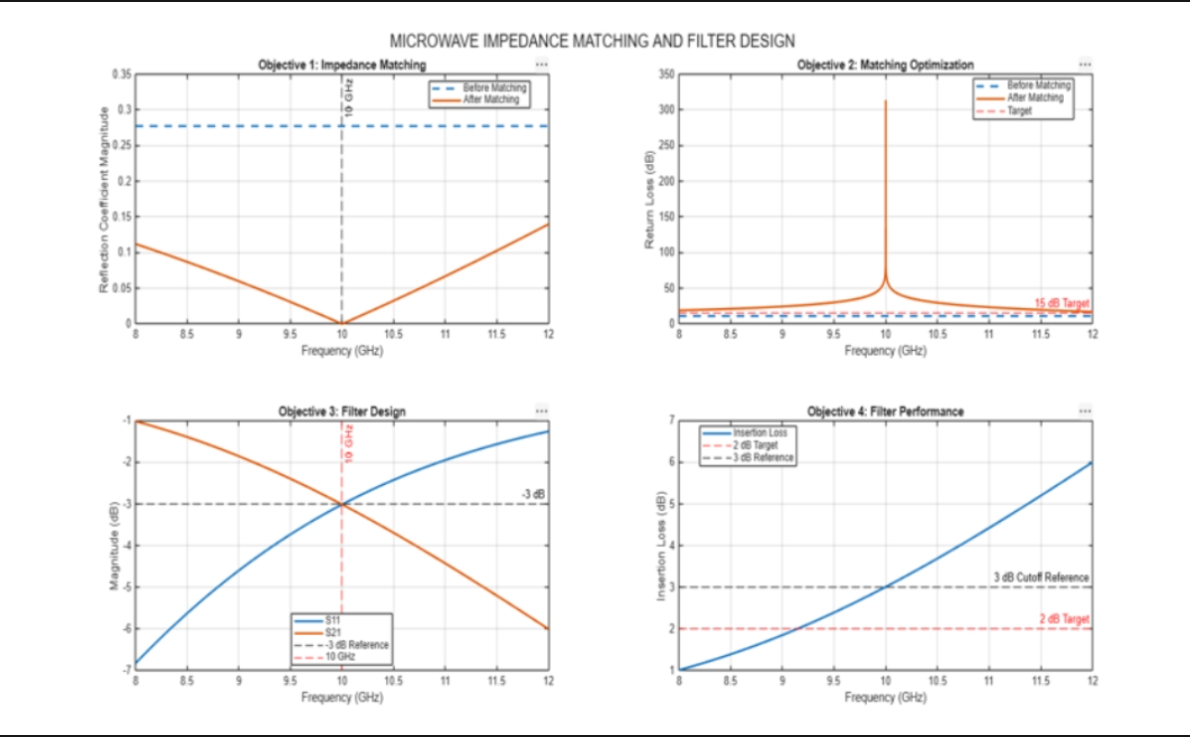 MICROWAVE IMPEDANCE MATCHING AND FILTER DESIGN
Objective 1: Impedance Matching
Reflection Coefficient Magnitude
0.35
0.3
0.25
0.2
0.15
0.1
0.05
0
10 GHz
Before Matching
After Matching
8 8.5 9 9.5 10 10.5 11 11.5 12
Frequency (GHz)
Objective 2: Matching Optimization
Return Loss (dB)
350
300
250
200
150
100
50
0
Before Matching
After Matching
Target
15 dB Target
8 8.5 9 9.5 10 10.5 11 11.5 12
Frequency (GHz)
Objective 3: Filter Design
Magnitude (dB)
-1
-2
-3
-4
-5
-6
-7
10 GHz
-3 dB
S11
S21
-3 dB Reference
10 GHz
8 8.5 9 9.5 10 10.5 11 11.5 12
Frequency (GHz)
Objective 4: Filter Performance
Insertion Loss (dB)
7
6
5
4
3
2
1
Insertion Loss
2 dB Target
3 dB Reference
3 dB Cutoff Reference
2 dB Target
8 8.5 9 9.5 10 10.5 11 11.5 12
Frequency (GHz)